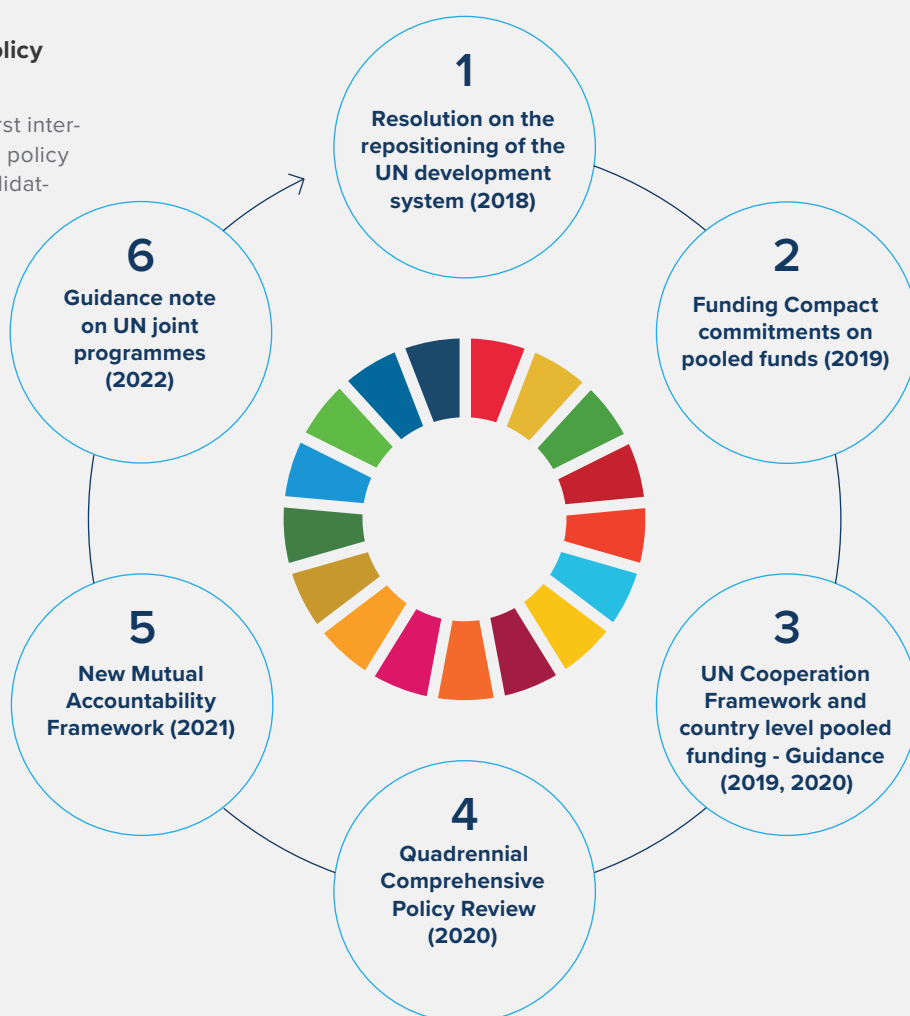 olicy
rst inter-
policy
lidat-
1
Resolution on the
repositioning of the
UN development
system (2018)
2
Funding Compact
commitments on
pooled funds (2019)
3
UN Cooperation
Framework and
country level pooled
funding - Guidance
(2019, 2020)
4
Quadrennial
Comprehensive
Policy Review
(2020)
5
New Mutual
Accountability
Framework (2021)
6
Guidance note
on UN joint
programmes
(2022)